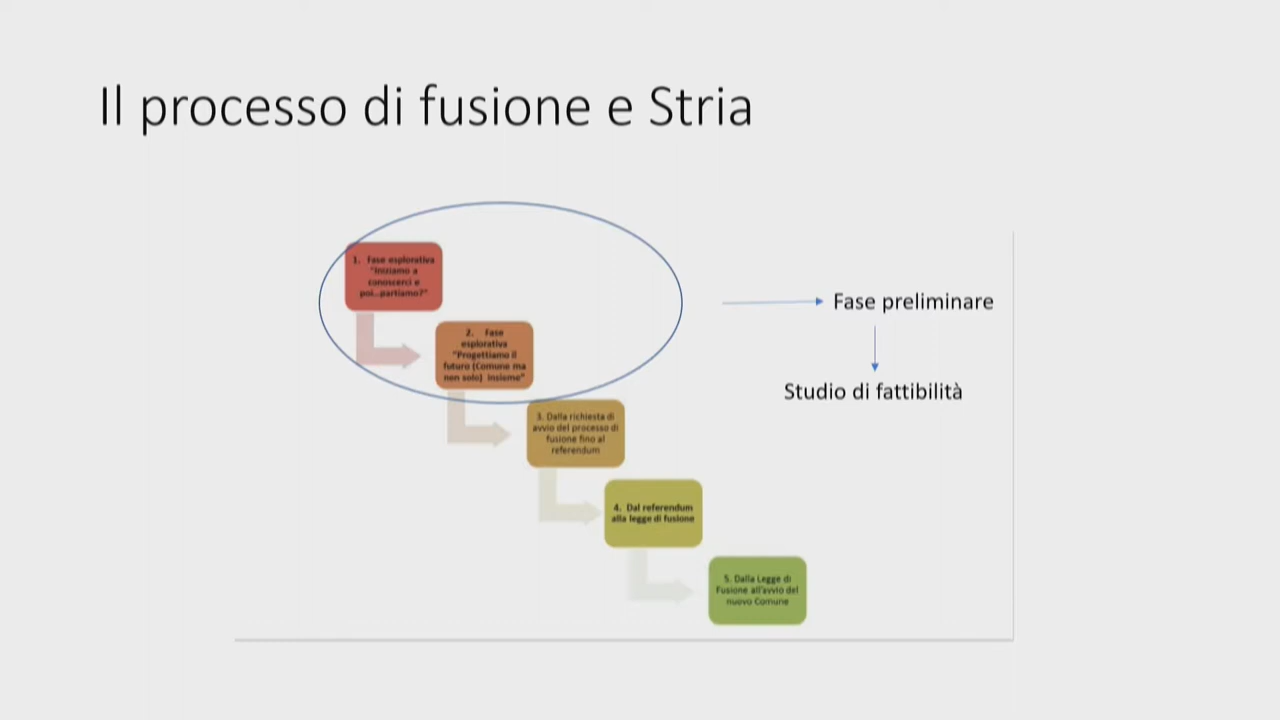 Il processo di fusione e Stria
1. Fase esplorativa
"Iniziamo a
conoscerci e
poi...partiamo?"
2. Fase
esplorativa
"Progettiamo il
futuro (Comune ma
non solo) insieme"
3. Dalla richiesta di
avvio del processo di
fusione fino al
referendum
4. Dal referendum
alla legge di fusione
5. Dalla Legge di
Fusione all'avvio del
nuovo Comune
Fase preliminare
Studio di fattibilità